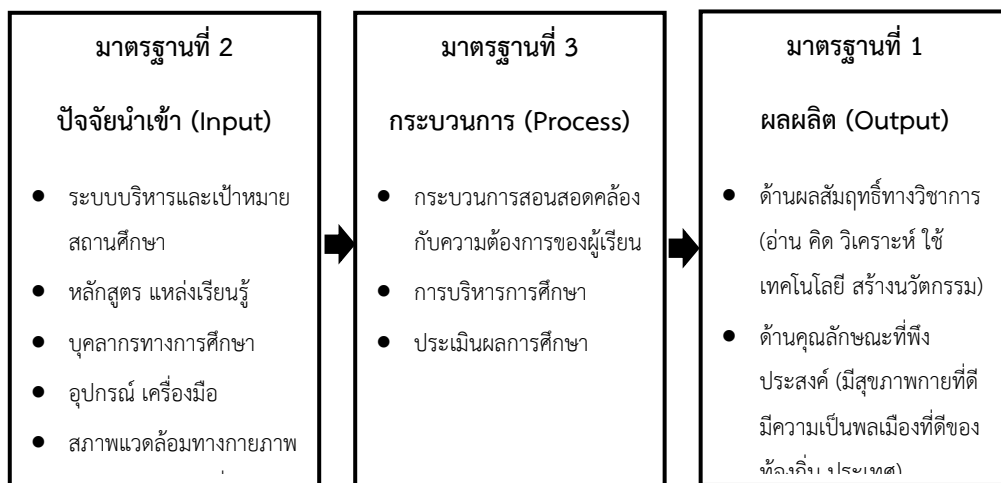 มาตรฐานที่ 2
ปัจจัยนำเข้า (Input)
● ระบบบริหารและเป้าหมาย
สถานศึกษา
● หลักสูตร แหล่งเรียนรู้
● บุคลากรทางการศึกษา
● อุปกรณ์ เครื่องมือ
● สภาพแวดล้อมทางกายภาพ
มาตรฐานที่ 3
กระบวนการ (Process)
● กระบวนการสอนสอดคล้อง
กับความต้องการของผู้เรียน
● การบริหารการศึกษา
● ประเมินผลการศึกษา
มาตรฐานที่ 1
ผลผลิต (Output)
● ด้านผลสัมฤทธิ์ทางวิชาการ
(อ่าน คิด วิเคราะห์ ใช้
เทคโนโลยี สร้างนวัตกรรม)
● ด้านคุณลักษณะที่พึง
ประสงค์ (มีสุขภาพกายที่ดี
มีความเป็นพลเมืองที่ดีของ
ท้องถิ่น ประเทศ)